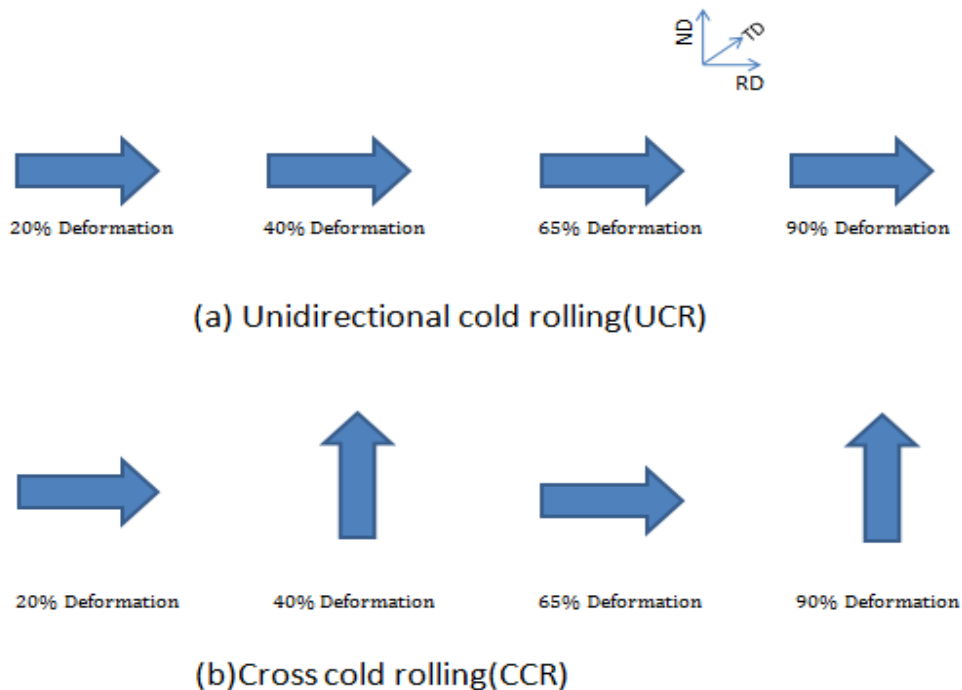 ND
TD
RD
20% Deformation
40% Deformation
65% Deformation
90% Deformation
(a) Unidirectional cold rolling(UCR)
20% Deformation
40% Deformation
65% Deformation
90% Deformation
(b)Cross cold rolling(CCR)